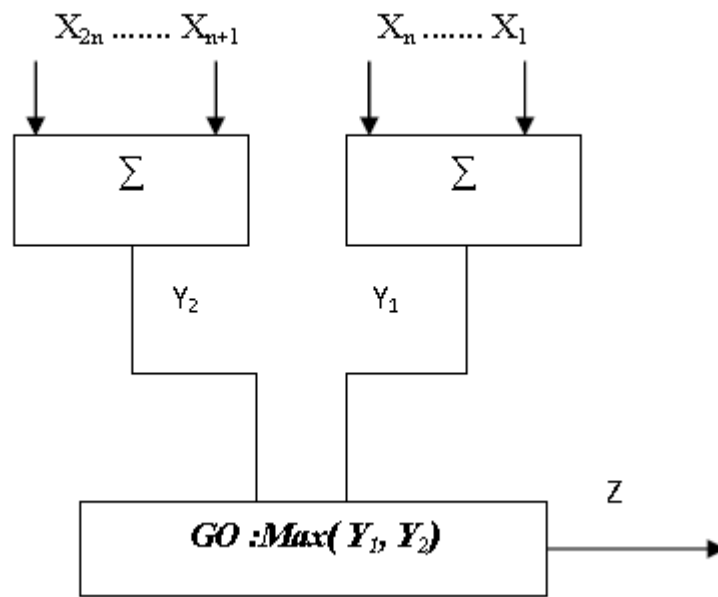 X₂ₙ ....... Xₙ₊₁ Xₙ ....... X₁
Σ Σ
Y₂ Y₁
Z
GO :Max( Y₁, Y₂)